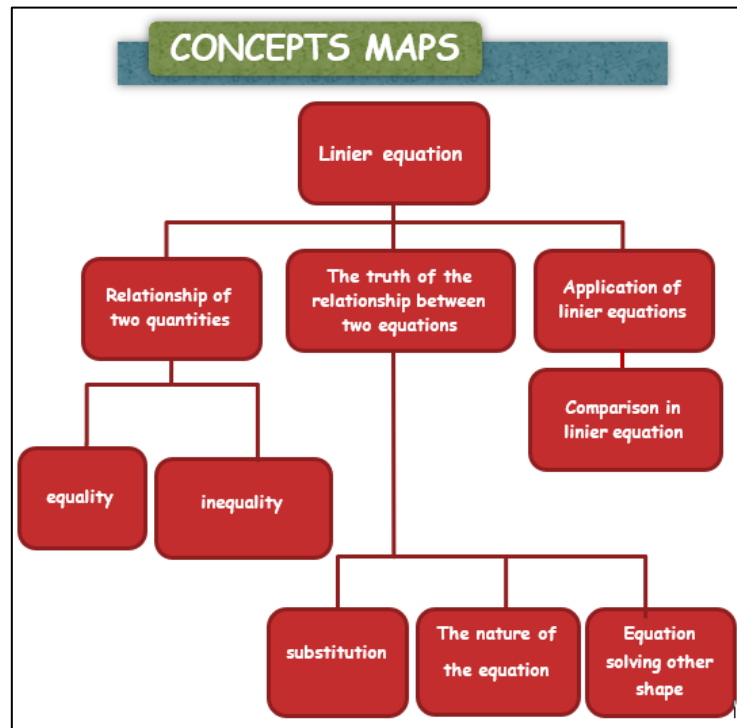 CONCEPTS MAPS
Linier equation
Relationship of
two quantities
The truth of the
relationship between
two equations
Application of
linier equations
Comparison in
linier equation
equality
inequality
substitution
The nature of
the equation
Equation
solving other
shape